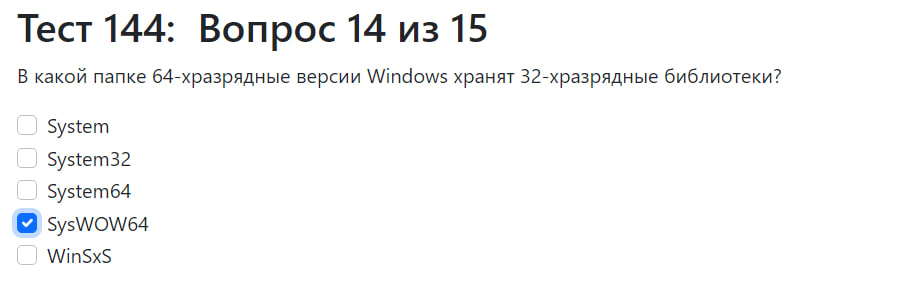 Тест 144: Вопрос 14 из 15
В какой папке 64-хразрядные версии Windows хранят 32-хразрядные библиотеки?
System
System32
System64
SysWOW64
WinSxS